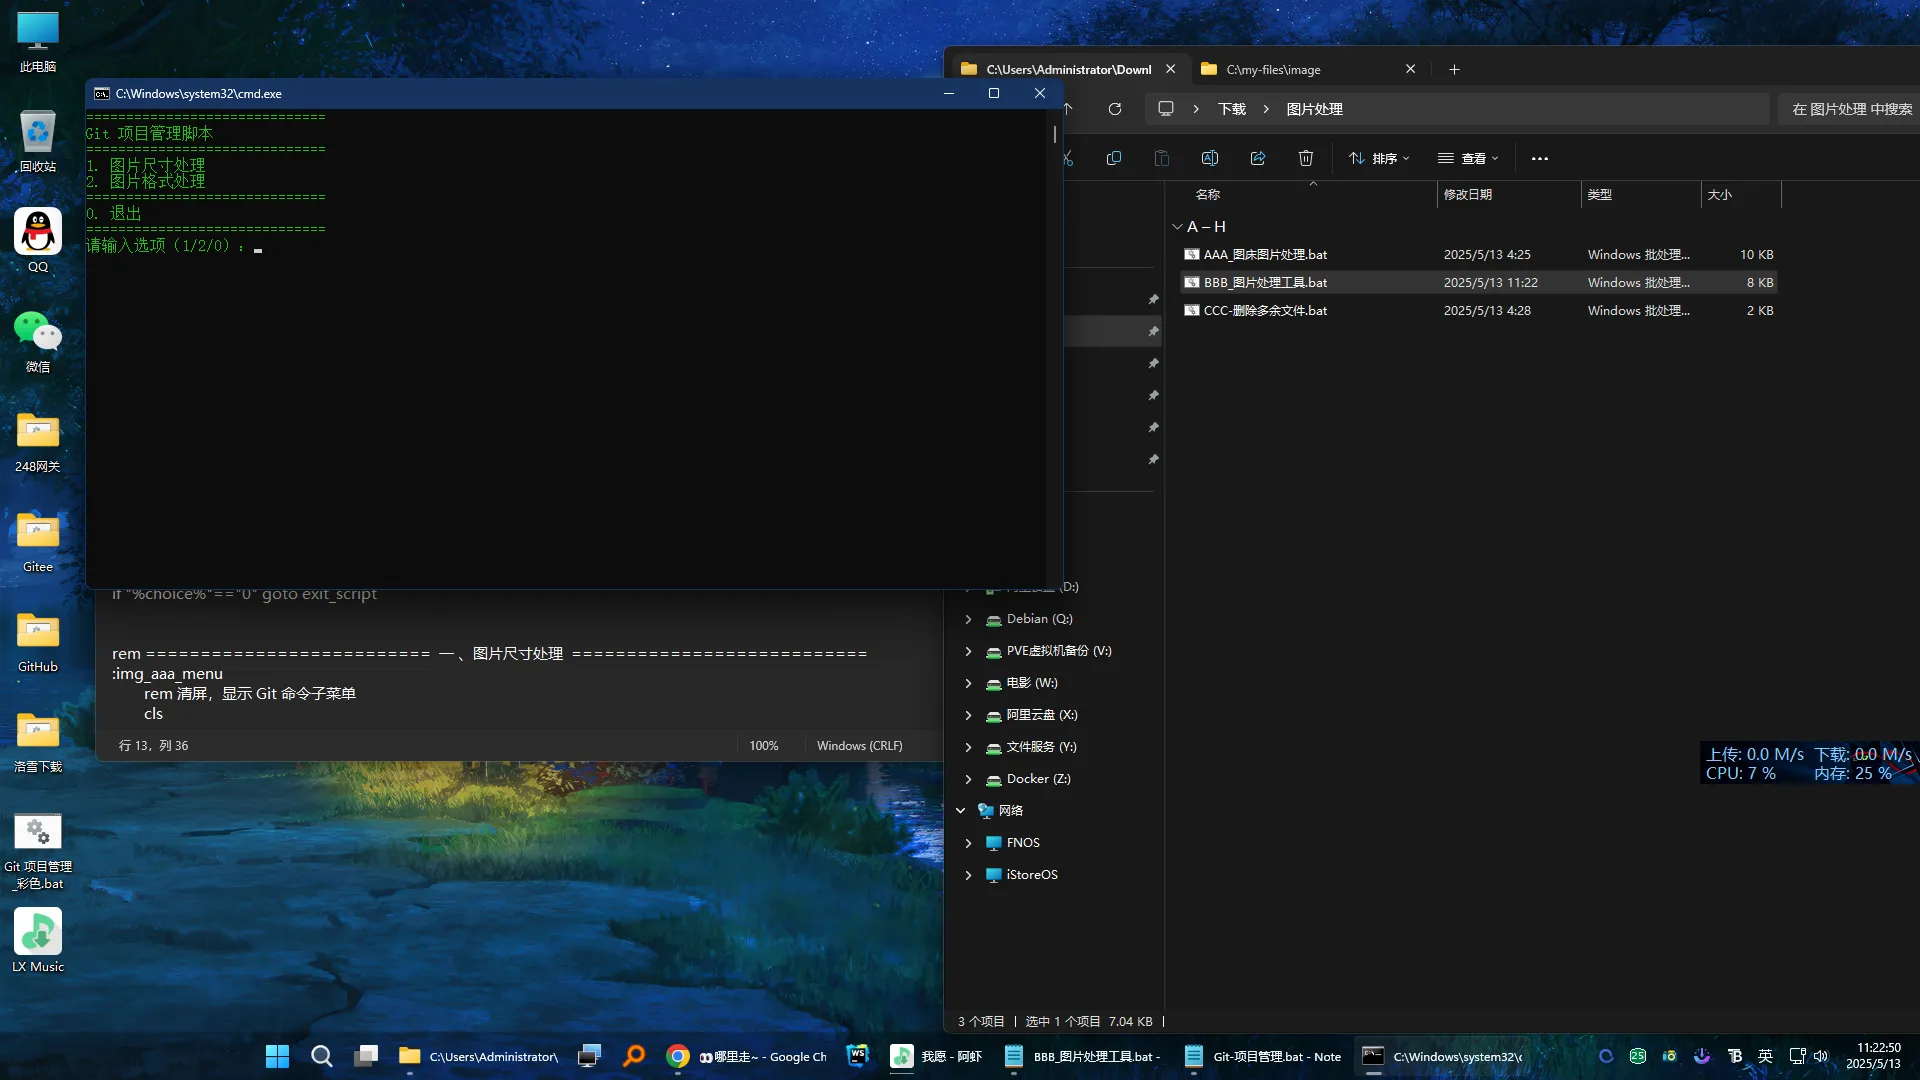 此电脑
回收站
QQ
微信
248网关
Gitee
GitHub
洛雪下载
Git 项目管理
_彩色.bat
LX Music
C:\Windows\system32\cmd.exe
==============================
Git 项目管理脚本
==============================
1. 图片尺寸处理
2. 图片格式处理
==============================
0. 退出
==============================
请输入选项（1/2/0）：
if "%choice%"=="0" goto exit_script
rem ========================== 一、图片尺寸处理 ===========================
:img_aaa_menu
rem 清屏，显示 Git 命令子菜单
cls
行 13，列 36
100%
Windows (CRLF)
C:\Users\Administrator\Downl
C:\my-files\image
下载
图片处理
在 图片处理 中搜索
排序
查看
名称
修改日期
类型
大小
A – H
AAA_图床图片处理.bat 2025/5/13 4:25 Windows 批处理... 10 KB
BBB_图片处理工具.bat 2025/5/13 11:22 Windows 批处理... 8 KB
CCC-删除多余文件.bat 2025/5/13 4:28 Windows 批处理... 2 KB
(D:)
Debian (Q:)
PVE虚拟机备份 (V:)
电影 (W:)
阿里云盘 (X:)
文件服务 (Y:)
Docker (Z:)
网络
FNOS
iStoreOS
3 个项目
选中 1 个项目 7.04 KB
上传: 0.0 M/s 下载: 0.0 M/s
CPU: 7 % 内存: 25 %
C:\Users\Administrator\
WS
哪里走~ - Google Ch
我愿 - 阿虾
BBB_图片处理工具.bat -
Git-项目管理.bat - Note
C:\Windows\system32\c
25
英
11:22:50
2025/5/13